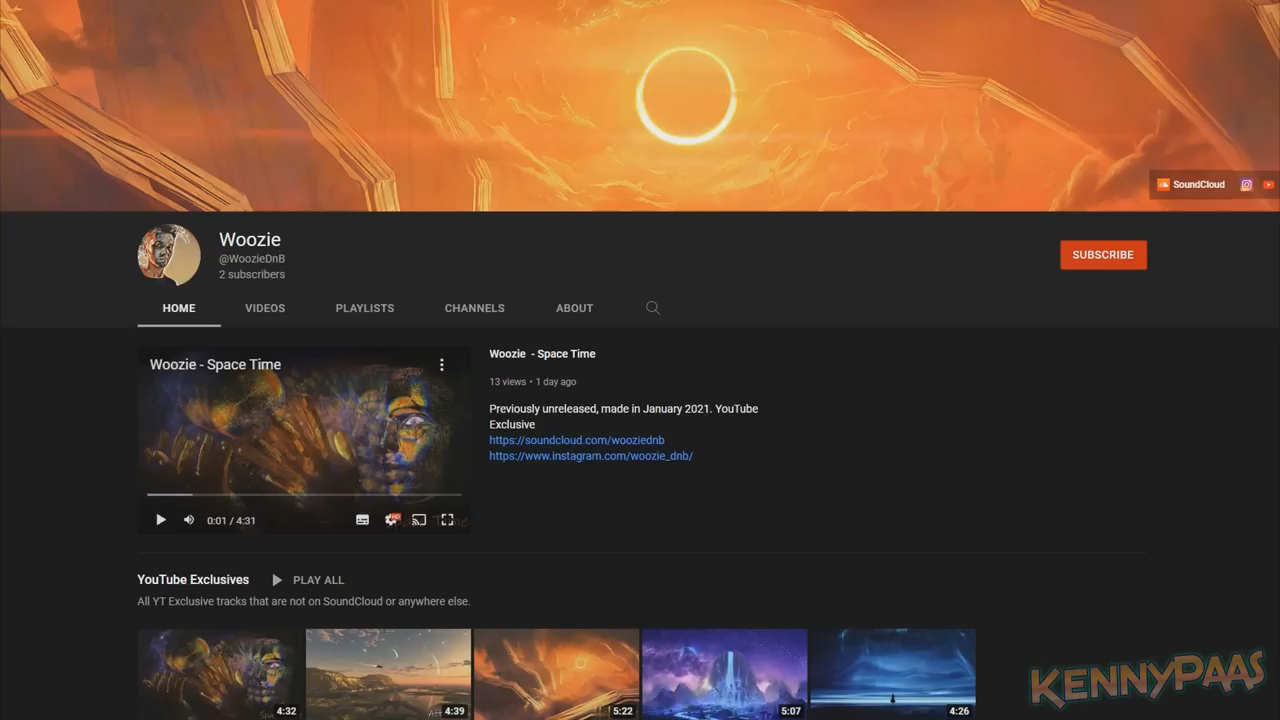 SoundCloud
Woozie
@WoozieDnB
2 subscribers
SUBSCRIBE
HOME VIDEOS PLAYLISTS CHANNELS ABOUT
Woozie - Space Time
Woozie - Space Time
13 views • 1 day ago
Previously unreleased, made in January 2021. YouTube
Exclusive
https://soundcloud.com/wooziednb
https://www.instagram.com/woozie_dnb/
HD
0:01 / 4:31
YouTube Exclusives PLAY ALL
All YT Exclusive tracks that are not on SoundCloud or anywhere else.
4:32 4:39 5:22 5:07 4:26
KENNYPAAS